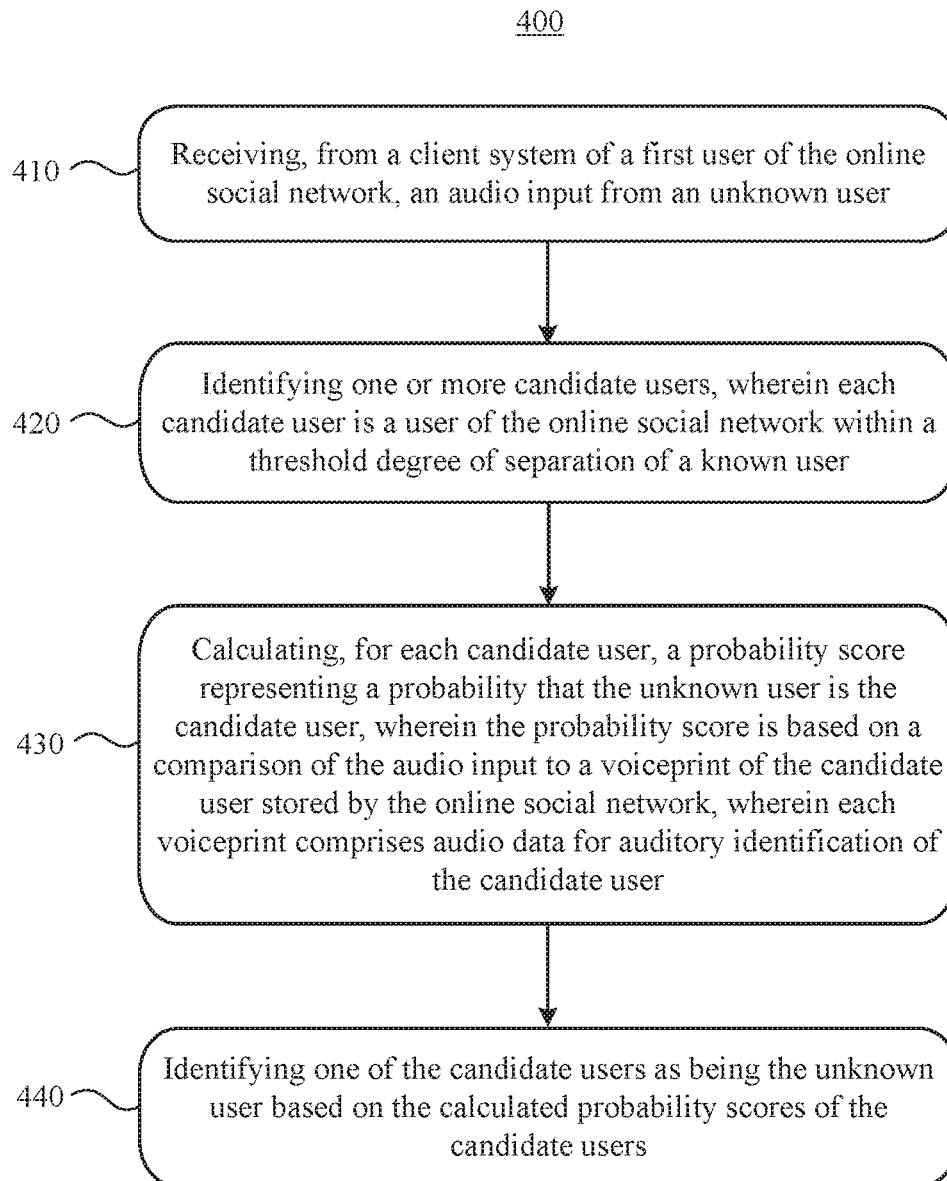 400
410
Receiving, from a client system of a first user of the online
social network, an audio input from an unknown user
420
Identifying one or more candidate users, wherein each
candidate user is a user of the online social network within a
threshold degree of separation of a known user
430
Calculating, for each candidate user, a probability score
representing a probability that the unknown user is the
candidate user, wherein the probability score is based on a
comparison of the audio input to a voiceprint of the candidate
user stored by the online social network, wherein each
voiceprint comprises audio data for auditory identification of
the candidate user
440
Identifying one of the candidate users as being the unknown
user based on the calculated probability scores of the
candidate users